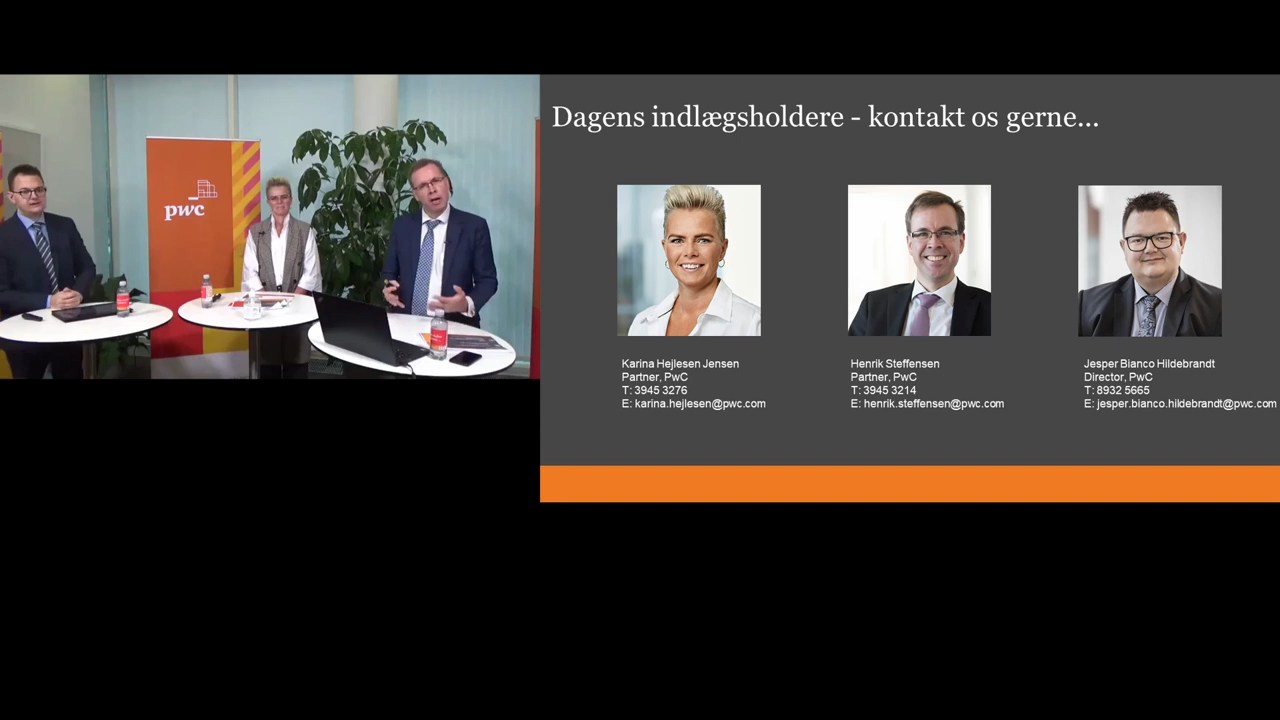 pwc
Dagens indlægsholdere - kontakt os gerne...
Karina Hejlesen Jensen
Partner, PwC
T: 3945 3276
E: karina.hejlesen@pwc.com
Henrik Steffensen
Partner, PwC
T: 3945 3214
E: henrik.steffensen@pwc.com
Jesper Bianco Hildebrandt
Director, PwC
T: 8932 5665
E: jesper.bianco.hildebrandt@pwc.com